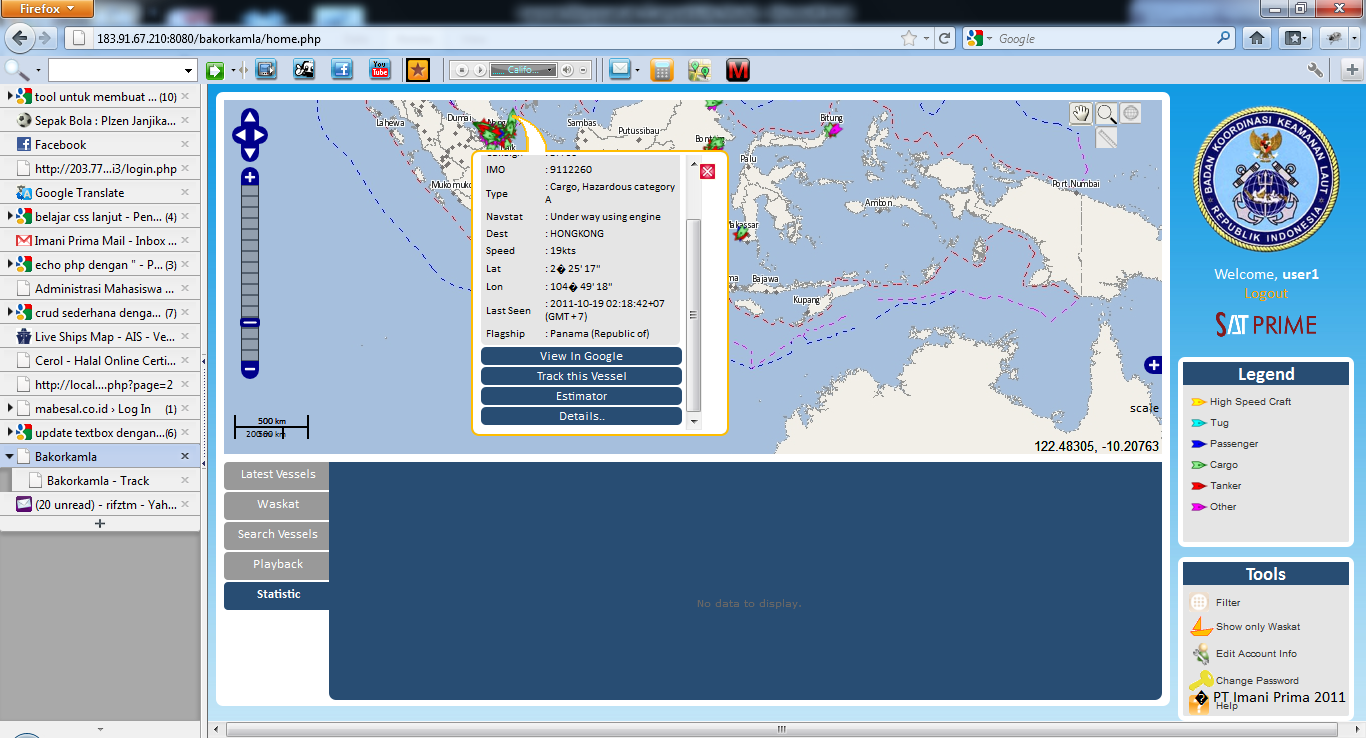 Firefox
183.91.67.210:8080/bakorkamla/home.php
Google
Califo...
You
Tube
M
tool untuk membuat ... (10)
Sepak Bola : Plzen Janjika...
Facebook
http://203.77...i3/login.php
Google Translate
belajar css lanjut - Pen... (4)
Imani Prima Mail - Inbox ...
echo php dengan " - P... (3)
Administrasi Mahasiswa ...
crud sederhana denga... (7)
Live Ships Map - AIS - Ve...
Cerol - Halal Online Certi...
http://local....php?page=2
mabesal.co.id › Log In (1)
update textbox dengan...(6)
Bakorkamla
Bakorkamla - Track
(20 unread) - rifztm - Yah...
Lahewa
Dumai
Mukomuko
Sambas
Putussibau
Bontang
Bitung
Palu
Ambon
Port Numbai
Bajawa
Kupang
IMO : 9112260
Type : Cargo, Hazardous category
A
Navstat : Under way using engine
Dest : HONGKONG
Speed : 19kts
Lat : 2� 25' 17"
Lon : 104� 49' 18"
Last Seen : 2011-10-19 02:18:42+07
(GMT+7)
Flagship : Panama (Republic of)
View In Google
Track this Vessel
Estimator
Details..
500 km
scale
122.48305, -10.20763
Latest Vessels
Waskat
Search Vessels
Playback
Statistic
No data to display.
BADAN KOORDINASI KEAMANAN LAUT
REPUBLIK INDONESIA
Welcome, user1
Logout
SAT PRIME
Legend
High Speed Craft
Tug
Passenger
Cargo
Tanker
Other
Tools
Filter
Show only Waskat
Edit Account Info
Change Password
� PT Imani Prima 2011
Help